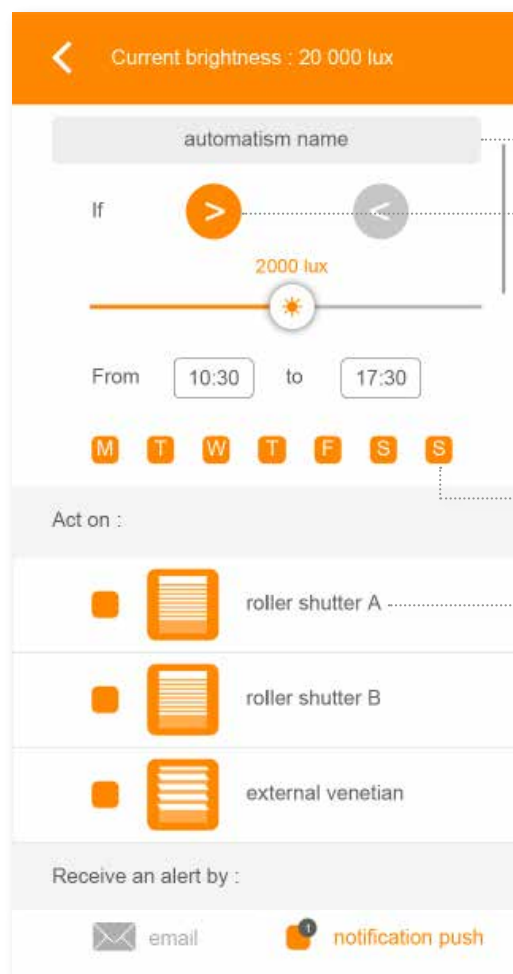 Current brightness : 20 000 lux
automatism name
If > <
2000 lux
From 10:30 to 17:30
M T W T F S S
Act on :
roller shutter A
roller shutter B
external venetian
Receive an alert by :
email 1 notification push